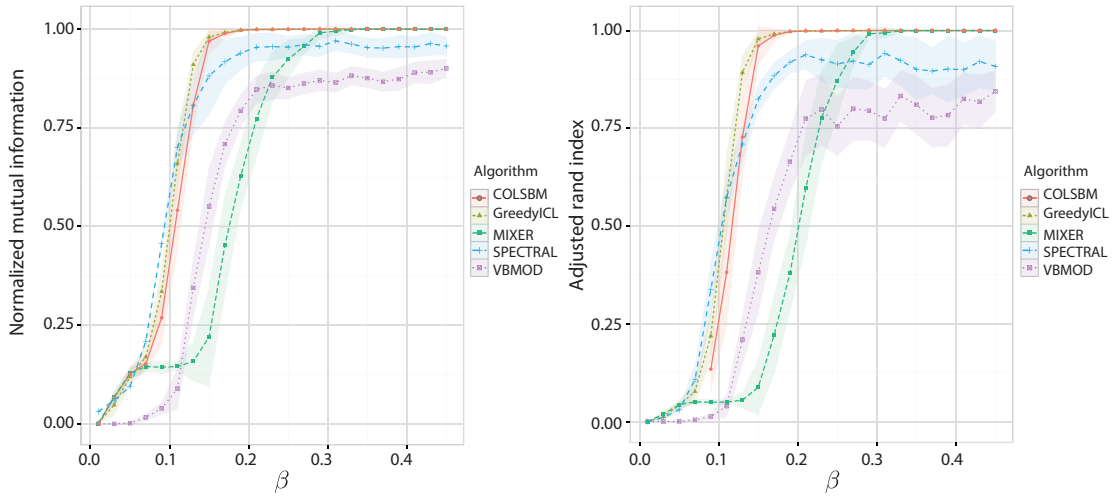 Normalized mutual information
1.00
0.75
0.50
0.25
0.00
0.0 0.1 0.2 0.3 0.4
β
Algorithm
COLSBM
GreedyICL
MIXER
SPECTRAL
VBMOD
Adjusted rand index
1.00
0.75
0.50
0.25
0.00
0.0 0.1 0.2 0.3 0.4
β
Algorithm
COLSBM
GreedyICL
MIXER
SPECTRAL
VBMOD